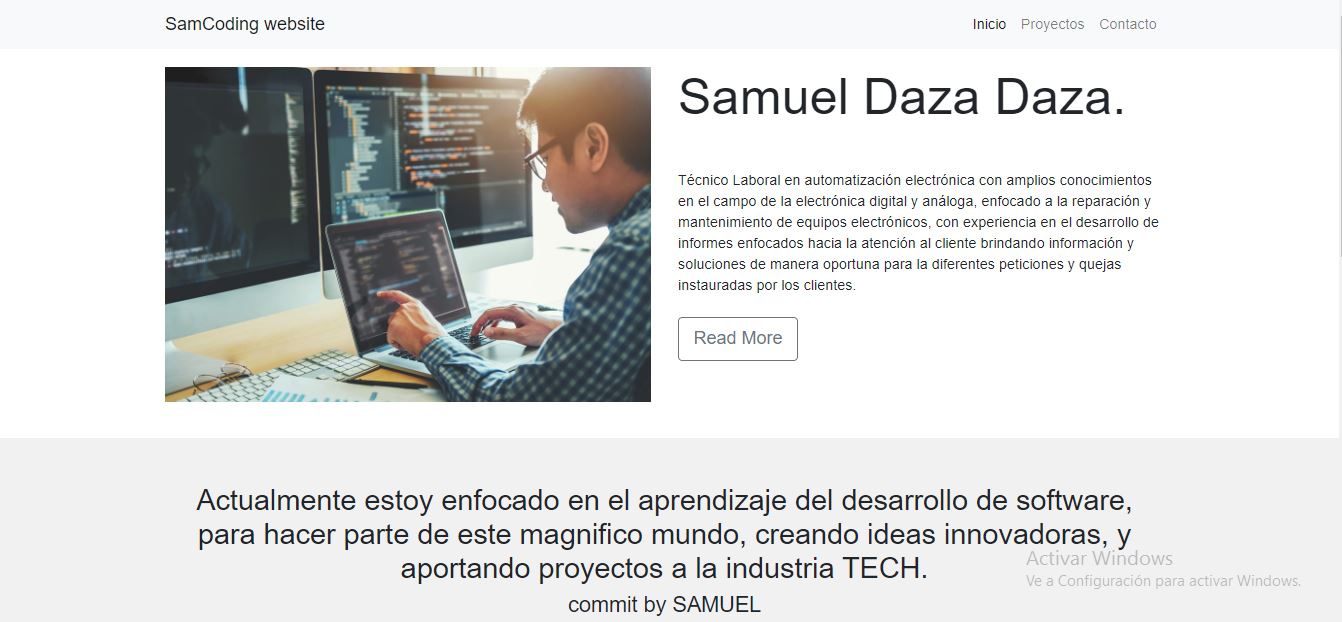 SamCoding website
Inicio Proyectos Contacto
Samuel Daza Daza.
Técnico Laboral en automatización electrónica con amplios conocimientos
en el campo de la electrónica digital y análoga, enfocado a la reparación y
mantenimiento de equipos electrónicos, con experiencia en el desarrollo de
informes enfocados hacia la atención al cliente brindando información y
soluciones de manera oportuna para la diferentes peticiones y quejas
instauradas por los clientes.
Read More
Actualmente estoy enfocado en el aprendizaje del desarrollo de software,
para hacer parte de este magnifico mundo, creando ideas innovadoras, y
aportando proyectos a la industria TECH.
commit by SAMUEL
Activar Windows
Ve a Configuración para activar Windows.